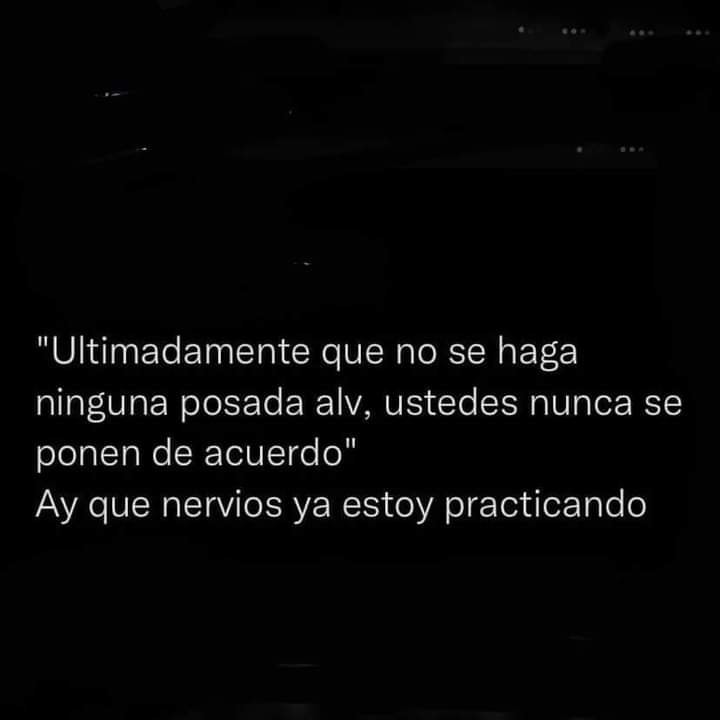 "Ultimadamente que no se haga
ninguna posada alv, ustedes nunca se
ponen de acuerdo"
Ay que nervios ya estoy practicando